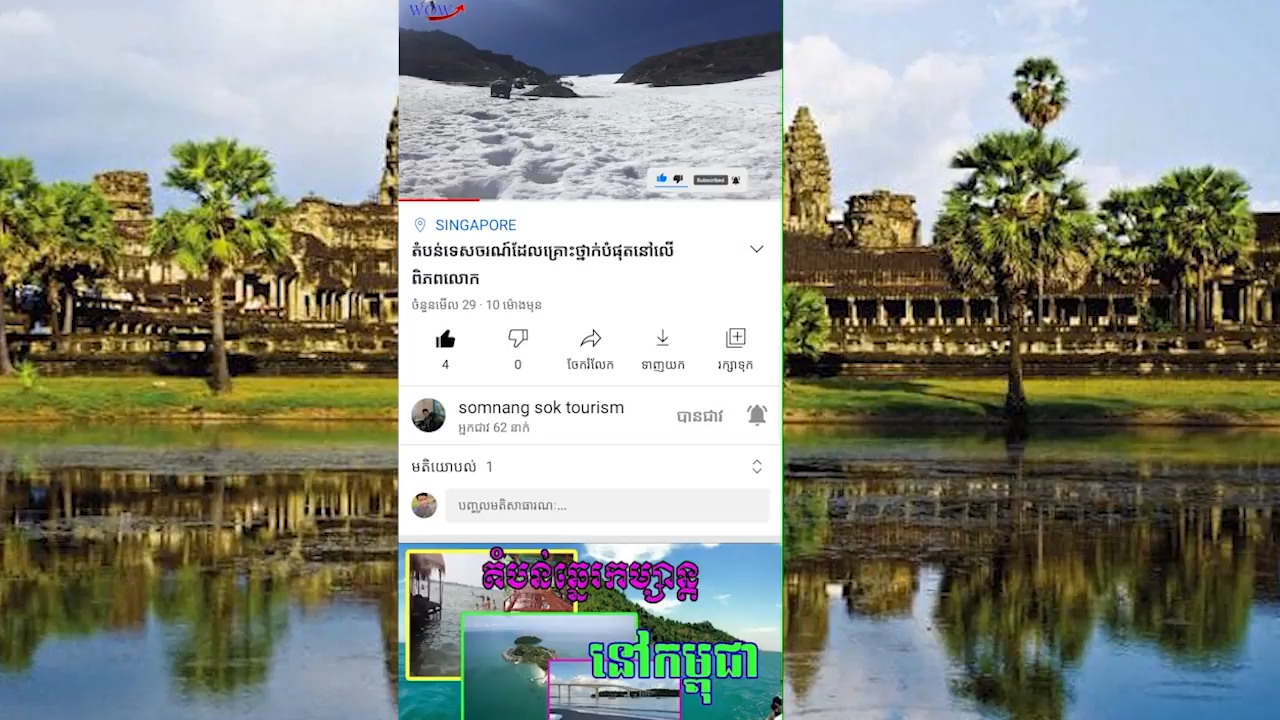 WOW
Subscribed
SINGAPORE
តំបន់ទេសចរណ៍ដែលគ្រោះថ្នាក់បំផុតនៅលើ
ពិភពលោក
ចំនួនមើល 29 · 10 ម៉ោងមុន
4
0
ចែករំលែក
ទាញយក
រក្សាទុក
somnang sok tourism
អ្នកជាវ 62 នាក់
បានជាវ
មតិយោបល់ 1
បញ្ចូលមតិសាធារណៈ...
តំបន់ឆ្នេរកម្សាន្ត
នៅកម្ពុជា